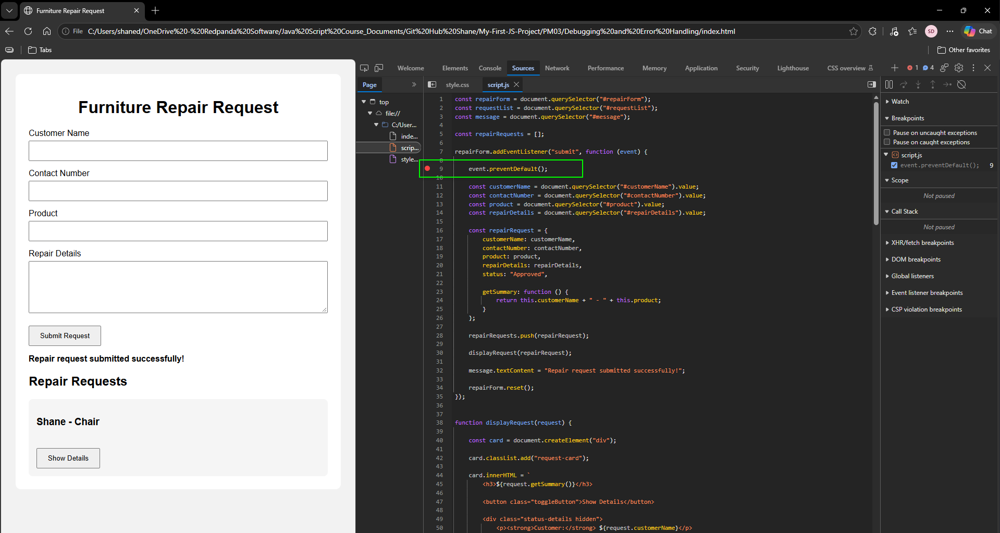 Furniture Repair Request
File C:/Users/shaned/OneDrive%20-%20Redpanda%20Software/Java%20Script%20Course_Documents/Git%20Hub%20Shane/My-First-JS-Project/PM03/Debugging%20and%20Error%20Handling/index.html
SD
Chat
Tabs
Other favorites
Furniture Repair Request
Customer Name
Contact Number
Product
Repair Details
Submit Request
Repair request submitted successfully!
Repair Requests
Shane - Chair
Show Details
Welcome Elements Console Sources Network Performance Memory Application Security Lighthouse CSS overview 1 4
Page
top
file://
C:/User...
inde...
scrip...
style...
style.css script.js
1 const repairForm = document.querySelector("#repairForm");
2 const requestList = document.querySelector("#requestList");
3 const message = document.querySelector("#message");
4
5 const repairRequests = [];
6
7 repairForm.addEventListener("submit", function (event) {
8
9 event.preventDefault();
10
11 const customerName = document.querySelector("#customerName").value;
12 const contactNumber = document.querySelector("#contactNumber").value;
13 const product = document.querySelector("#product").value;
14 const repairDetails = document.querySelector("#repairDetails").value;
15
16 const repairRequest = {
17 customerName: customerName,
18 contactNumber: contactNumber,
19 product: product,
20 repairDetails: repairDetails,
21 status: "Approved",
22
23 getSummary: function () {
24 return this.customerName + " - " + this.product;
25 }
26 };
27
28 repairRequests.push(repairRequest);
29
30 displayRequest(repairRequest);
31
32 message.textContent = "Repair request submitted successfully!";
33
34 repairForm.reset();
35 });
36
37
38 function displayRequest(request) {
39
40 const card = document.createElement("div");
41
42 card.classList.add("request-card");
43
44 card.innerHTML = `
45 <h3>${request.getSummary()}</h3>
46
47 <button class="toggleButton">Show Details</button>
48
49 <div class="status-details hidden">
50 <p><strong>Customer:</strong> ${request.customerName}</p>
Watch
Breakpoints
Pause on uncaught exceptions
Pause on caught exceptions
script.js
event.preventDefault(); 9
Scope
Not paused
Call Stack
Not paused
XHR/fetch breakpoints
DOM breakpoints
Global listeners
Event listener breakpoints
CSP violation breakpoints